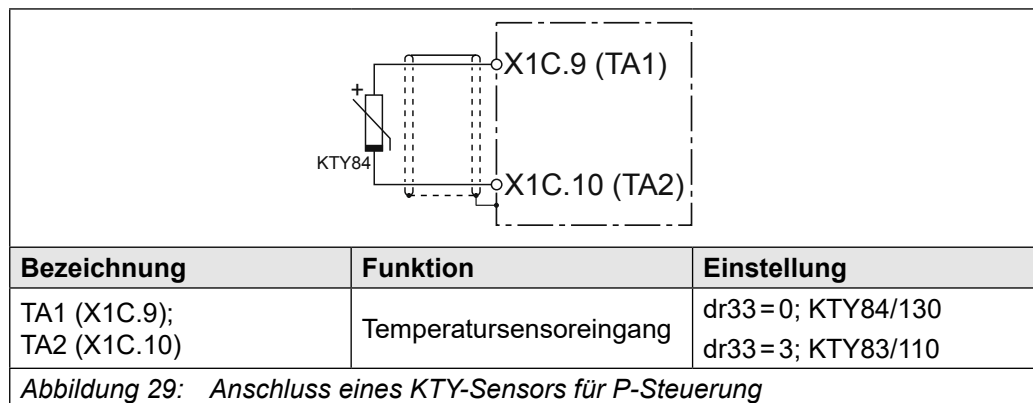 X1C.9 (TA1)
+
KTY84
X1C.10 (TA2)
Bezeichnung Funktion Einstellung
TA1 (X1C.9);
TA2 (X1C.10)
Temperatursensoreingang
dr33=0; KTY84/130
dr33=3; KTY83/110
Abbildung 29: Anschluss eines KTY-Sensors für P-Steuerung